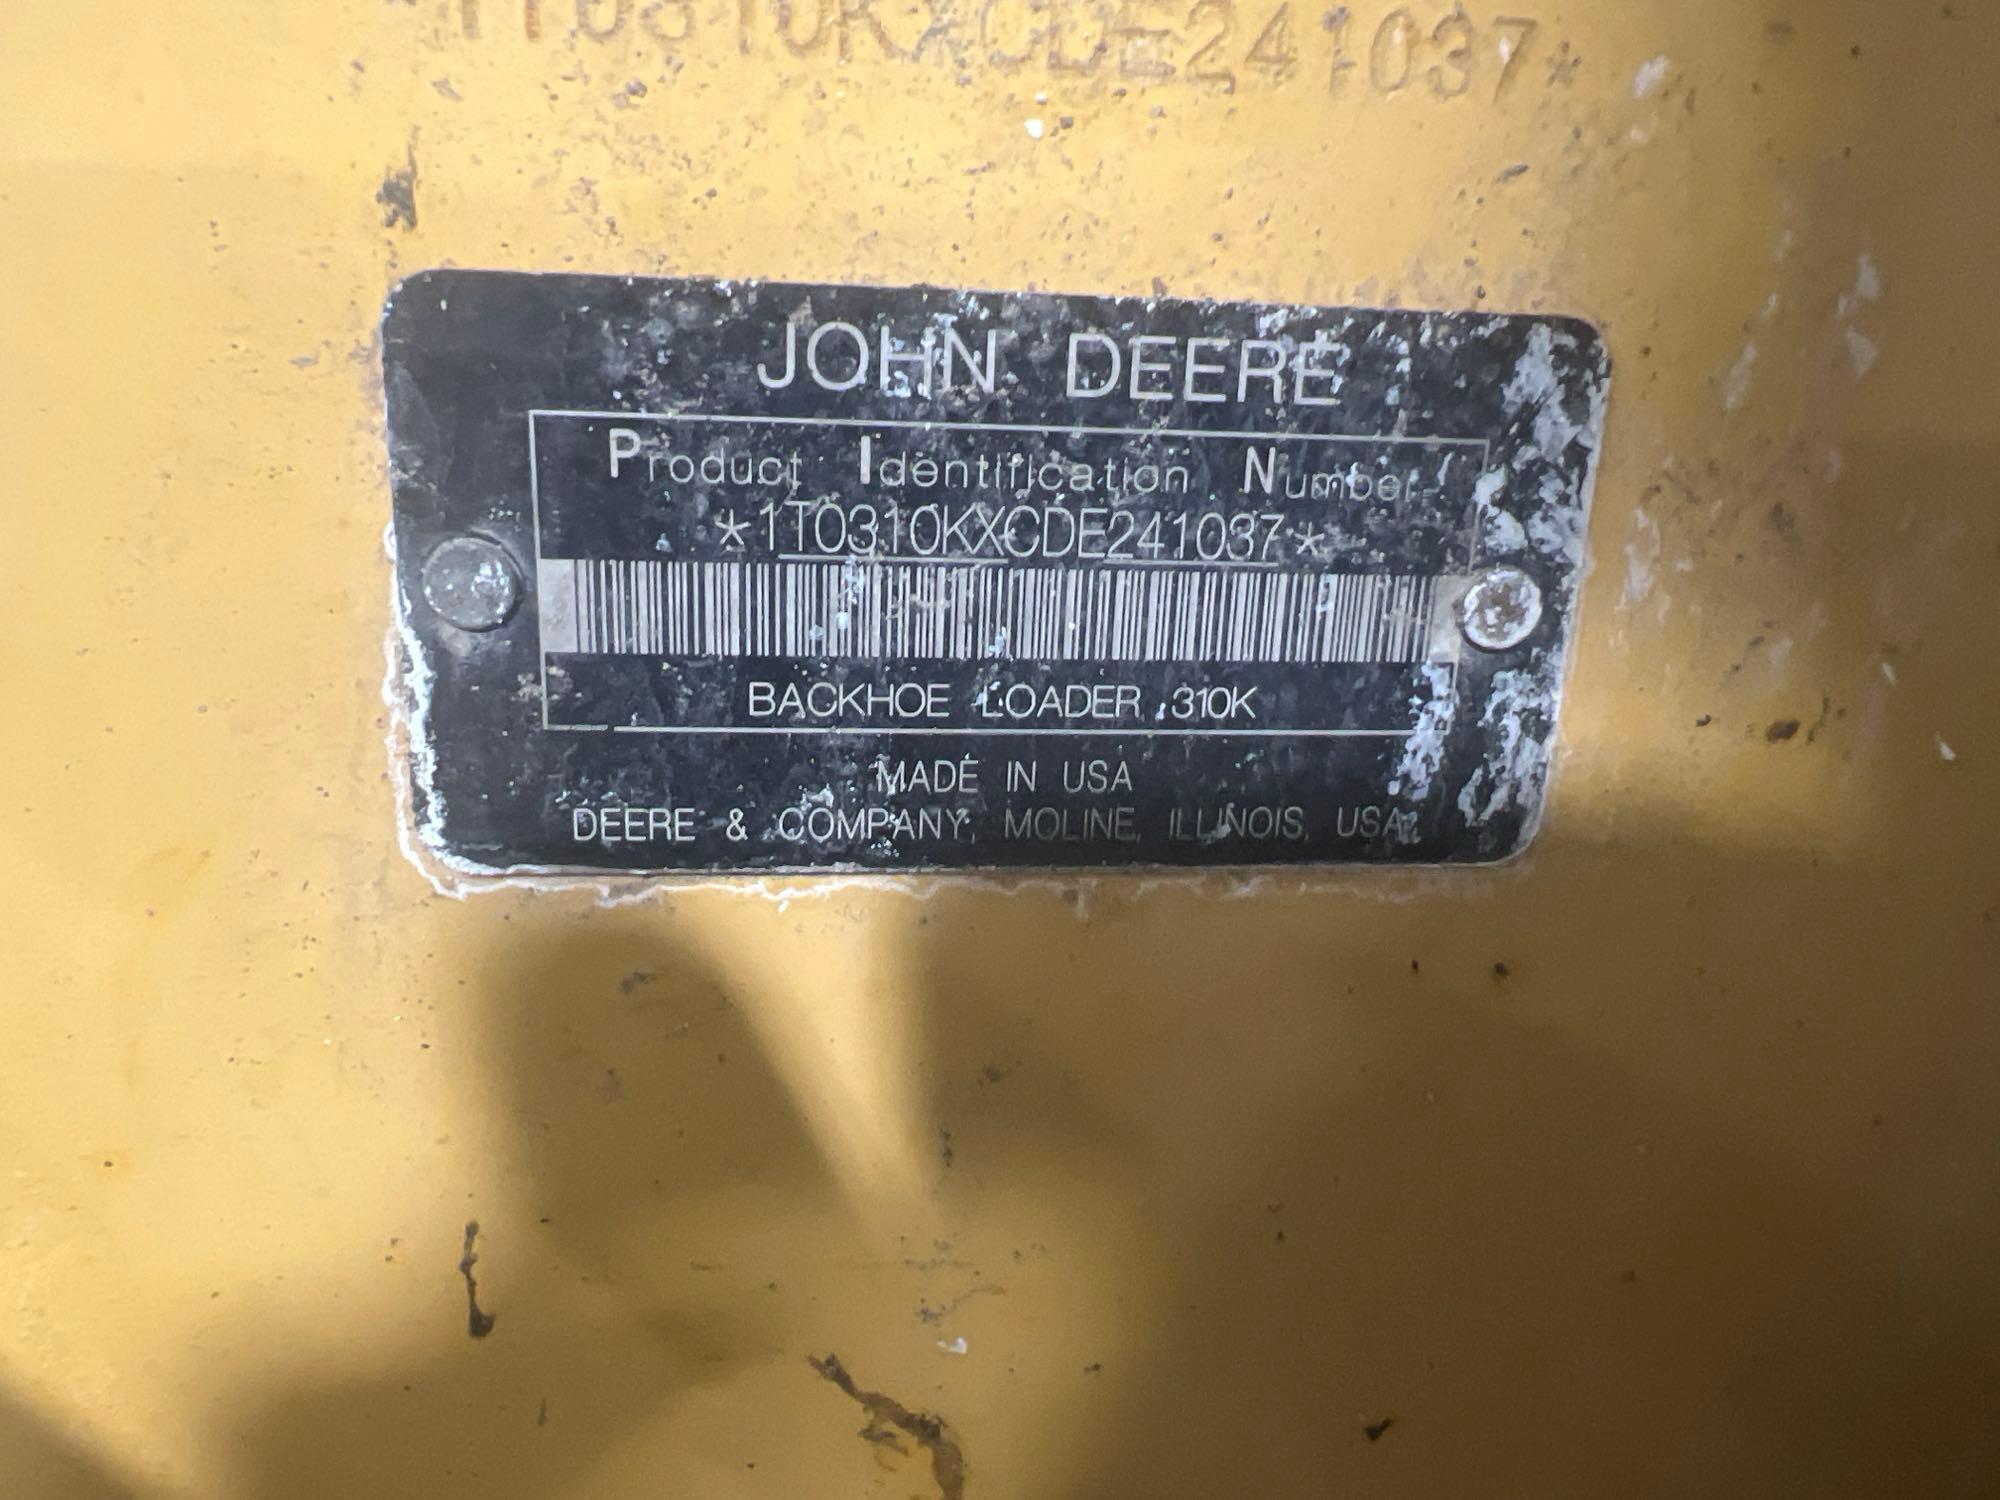 *1T0310KXCDE241037*
JOHN DEERE
Product Identification Number
*1T0310KXCDE241037*
BACKHOE LOADER 310K
MADE IN USA
DEERE & COMPANY, MOLINE, ILLINOIS, USA